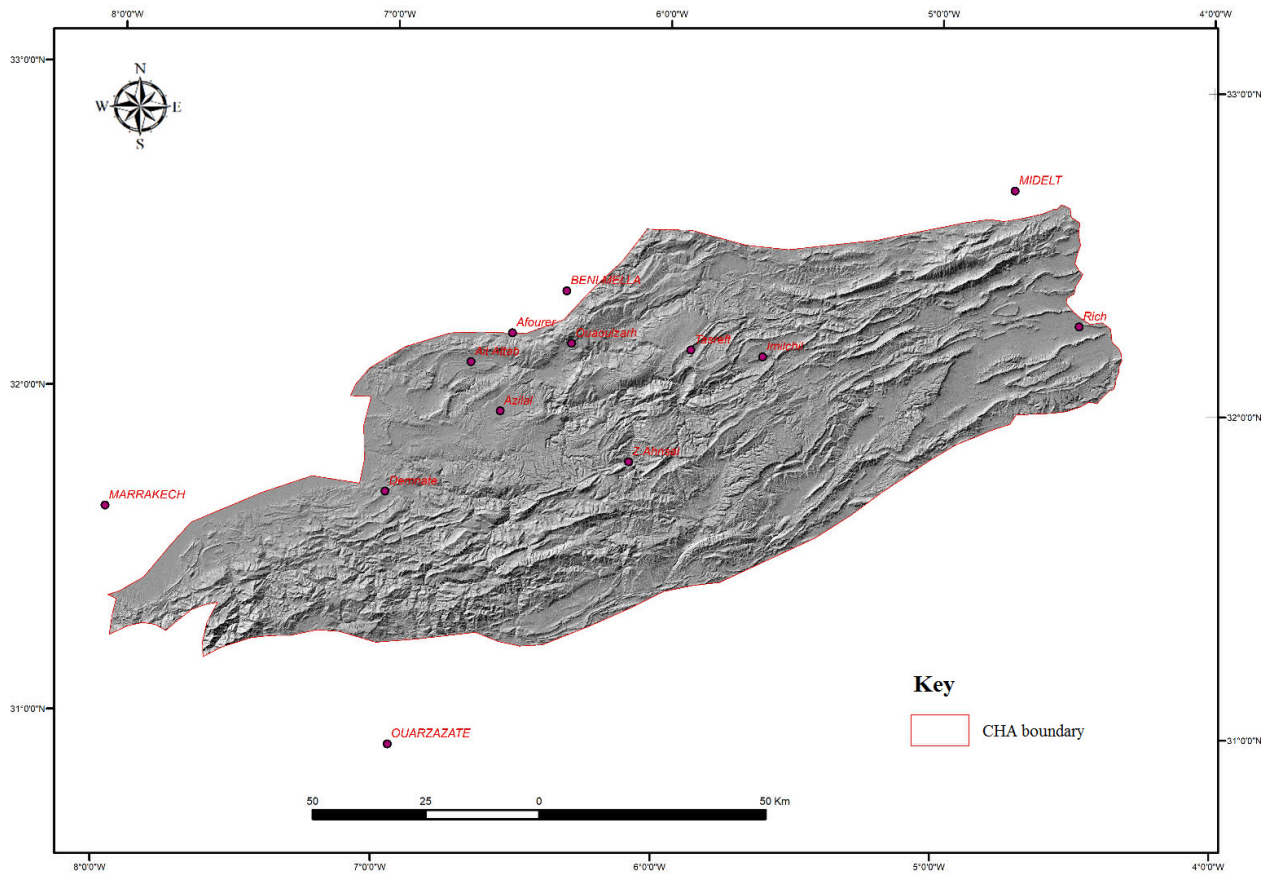 8°0'0"W 7°0'0"W 6°0'0"W 5°0'0"W 4°0'0"W
33°0'0"N
N
W E
S
33°0'0"N
MIDELT
BENI MELLA
Afourer
Rich
Ouaouizarh
Tasraft
Imilchil
Ait Attab
32°0'0"N
Azilal
32°0'0"N
Z.Ahnsal
Demnate
MARRAKECH
Key
31°0'0"N
CHA boundary
31°0'0"N
OUARZAZATE
50 25 0 50 Km
8°0'0"W 7°0'0"W 6°0'0"W 5°0'0"W 4°0'0"W